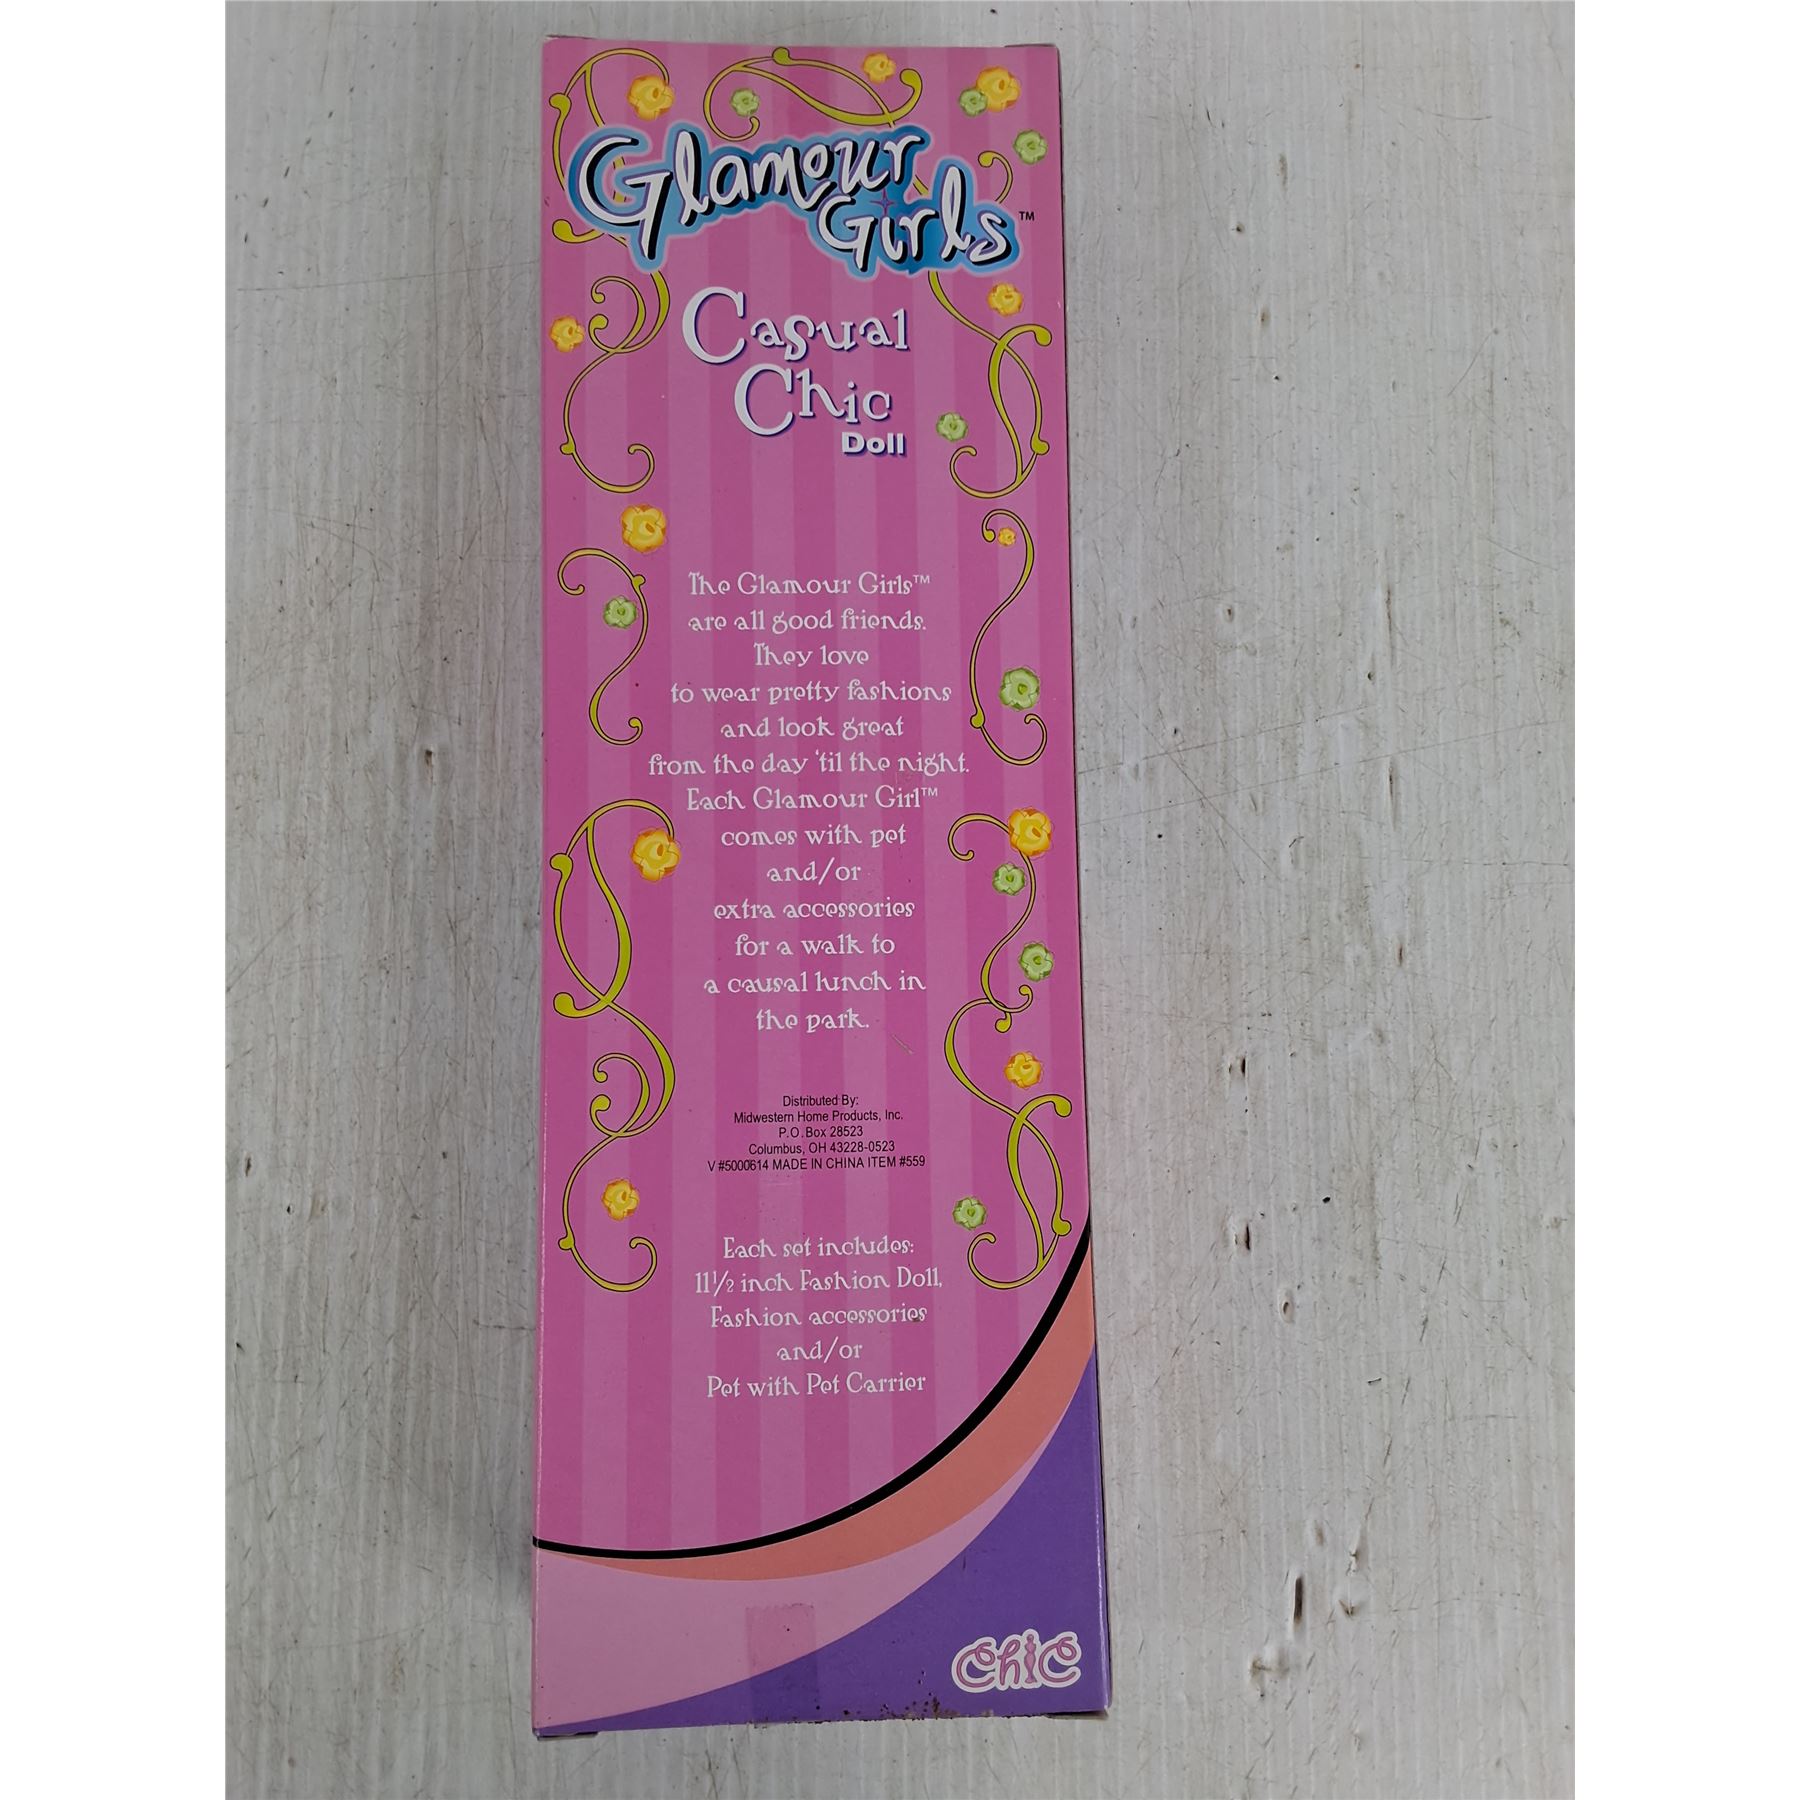 Glamour
Girls™
Casual
Chic
Doll
The Glamour Girls™
are all good friends.
They love
to wear pretty fashions
and look great
from the day 'til the night.
Each Glamour Girl™
comes with pet
and/or
extra accessories
for a walk to
a causal lunch in
the park.
Distributed By:
Midwestern Home Products, Inc.
P.O. Box 28523
Columbus, OH 43228-0523
V #5000614 MADE IN CHINA ITEM #559
Each set includes:
11½ inch Fashion Doll,
Fashion accessories
and/or
Pet with Pet Carrier
Chic